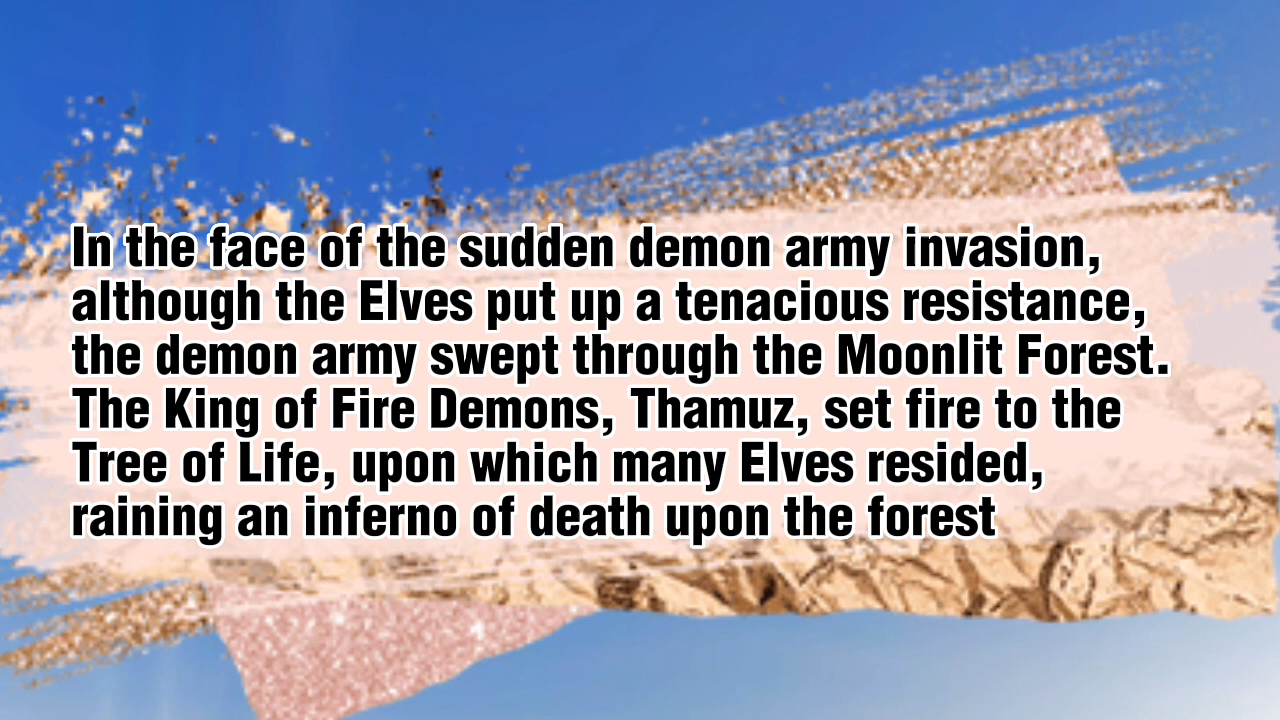 In the face of the sudden demon army invasion,
although the Elves put up a tenacious resistance,
the demon army swept through the Moonlit Forest.
The King of Fire Demons, Thamuz, set fire to the
Tree of Life, upon which many Elves resided,
raining an inferno of death upon the forest